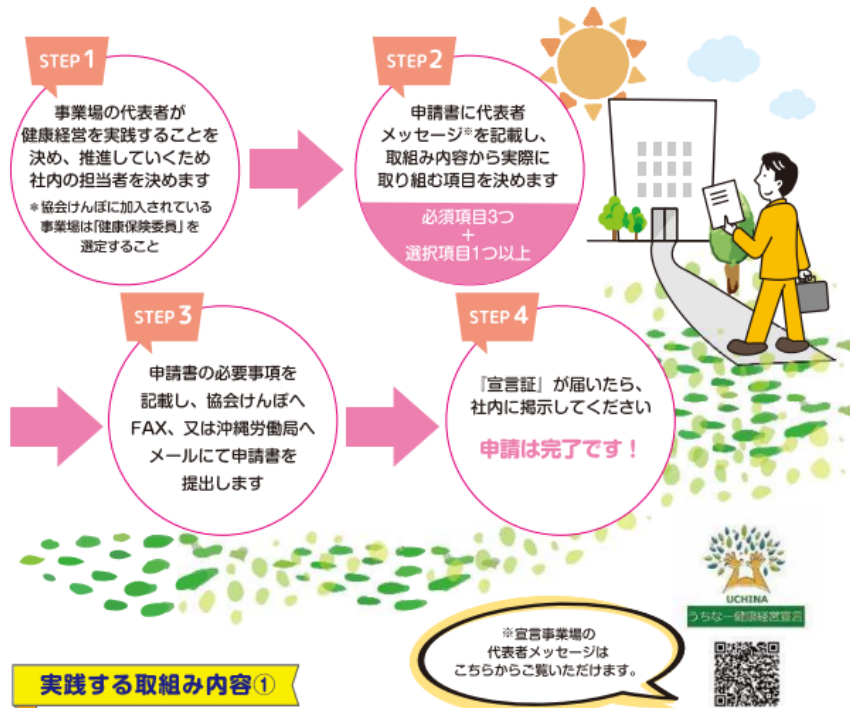 STEP 1
事業場の代表者が
健康経営を実践することを
決め、推進していくため
社内の担当者を決めます
＊協会けんぽに加入されている
事業場は「健康保険委員」を
選定すること
STEP 2
申請書に代表者
メッセージ※を記載し、
取組み内容から実際に
取り組む項目を決めます
必須項目3つ
+
選択項目1つ以上
STEP 3
申請書の必要事項を
記載し、協会けんぽへ
FAX、又は沖縄労働局へ
メールにて申請書を
提出します
STEP 4
『宣言証』が届いたら、
社内に掲示してください
申請は完了です！
UCHINA
うちなー健康経営宣言
※宣言事業場の
代表者メッセージは
こちらからご覧いただけます。
実践する取組み内容①